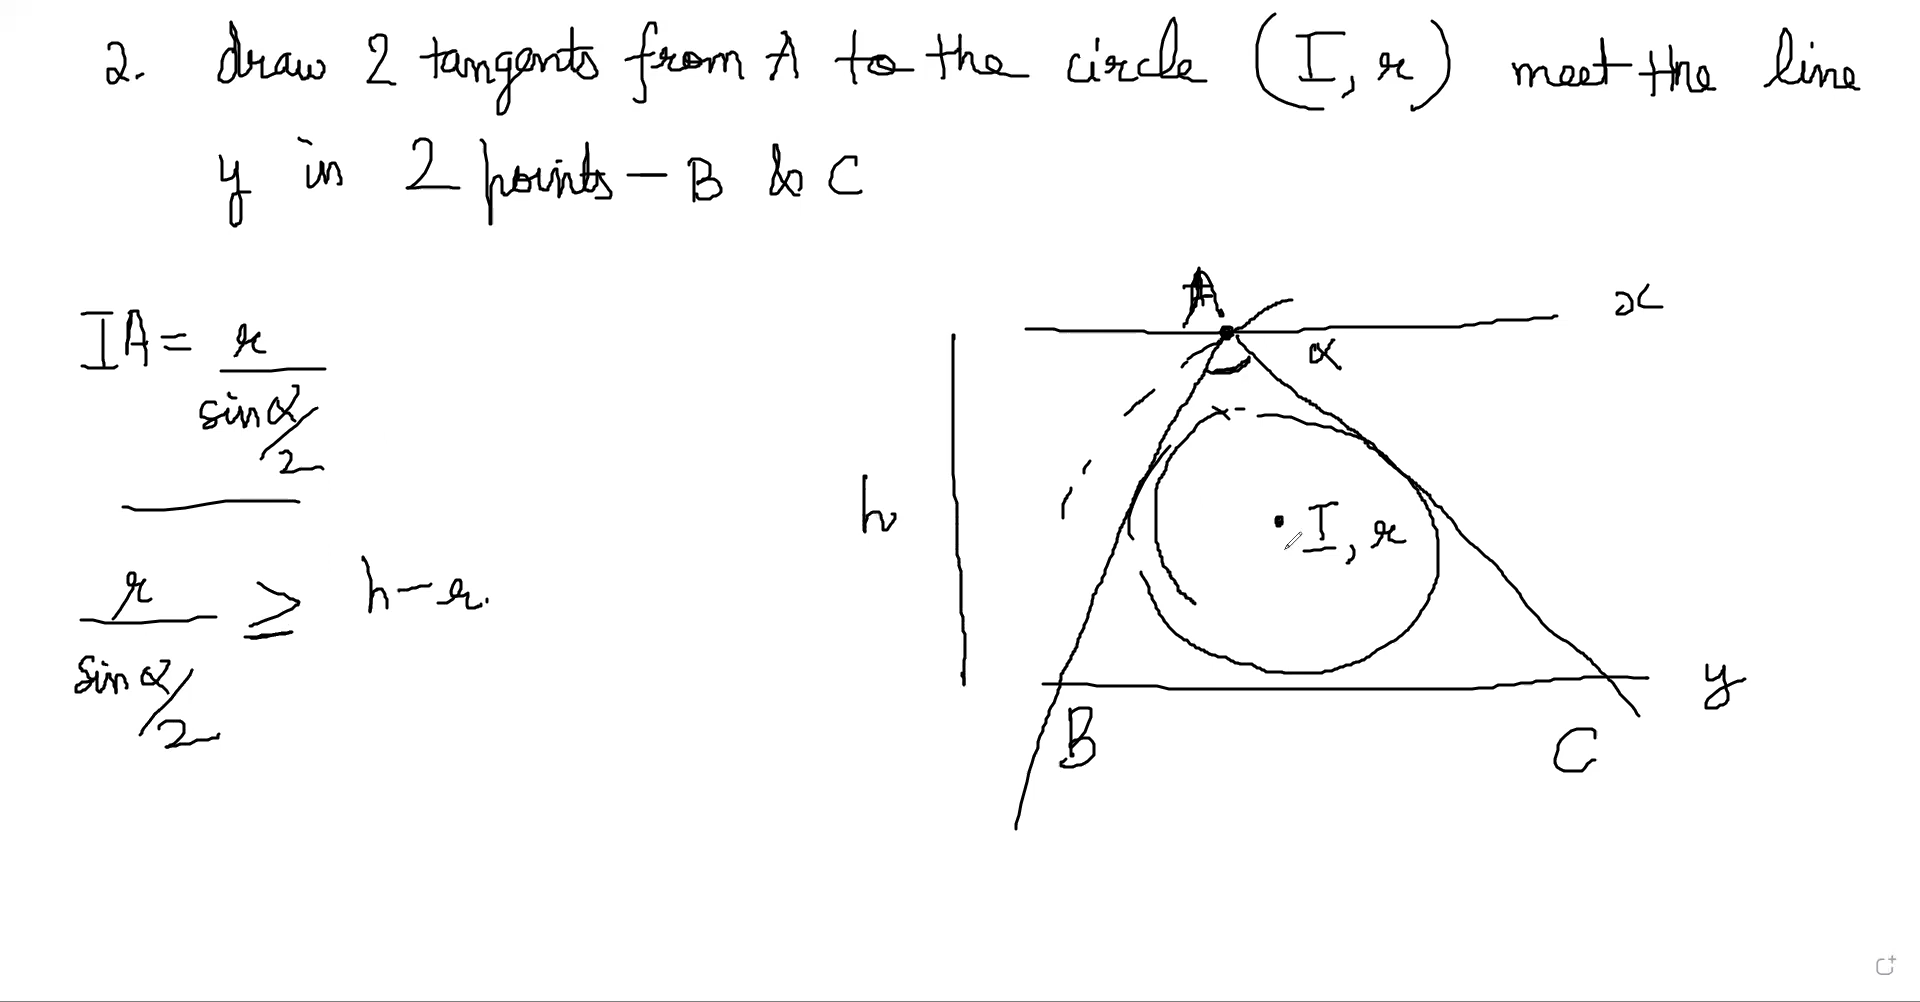 2. draw 2 tangents from A to the circle (I, r) meet the line
y in 2 points - B & C
IA = r / sin α/2
r / sin α/2 ≥ h - r.
A
x
α
h
I, r
y
B
C